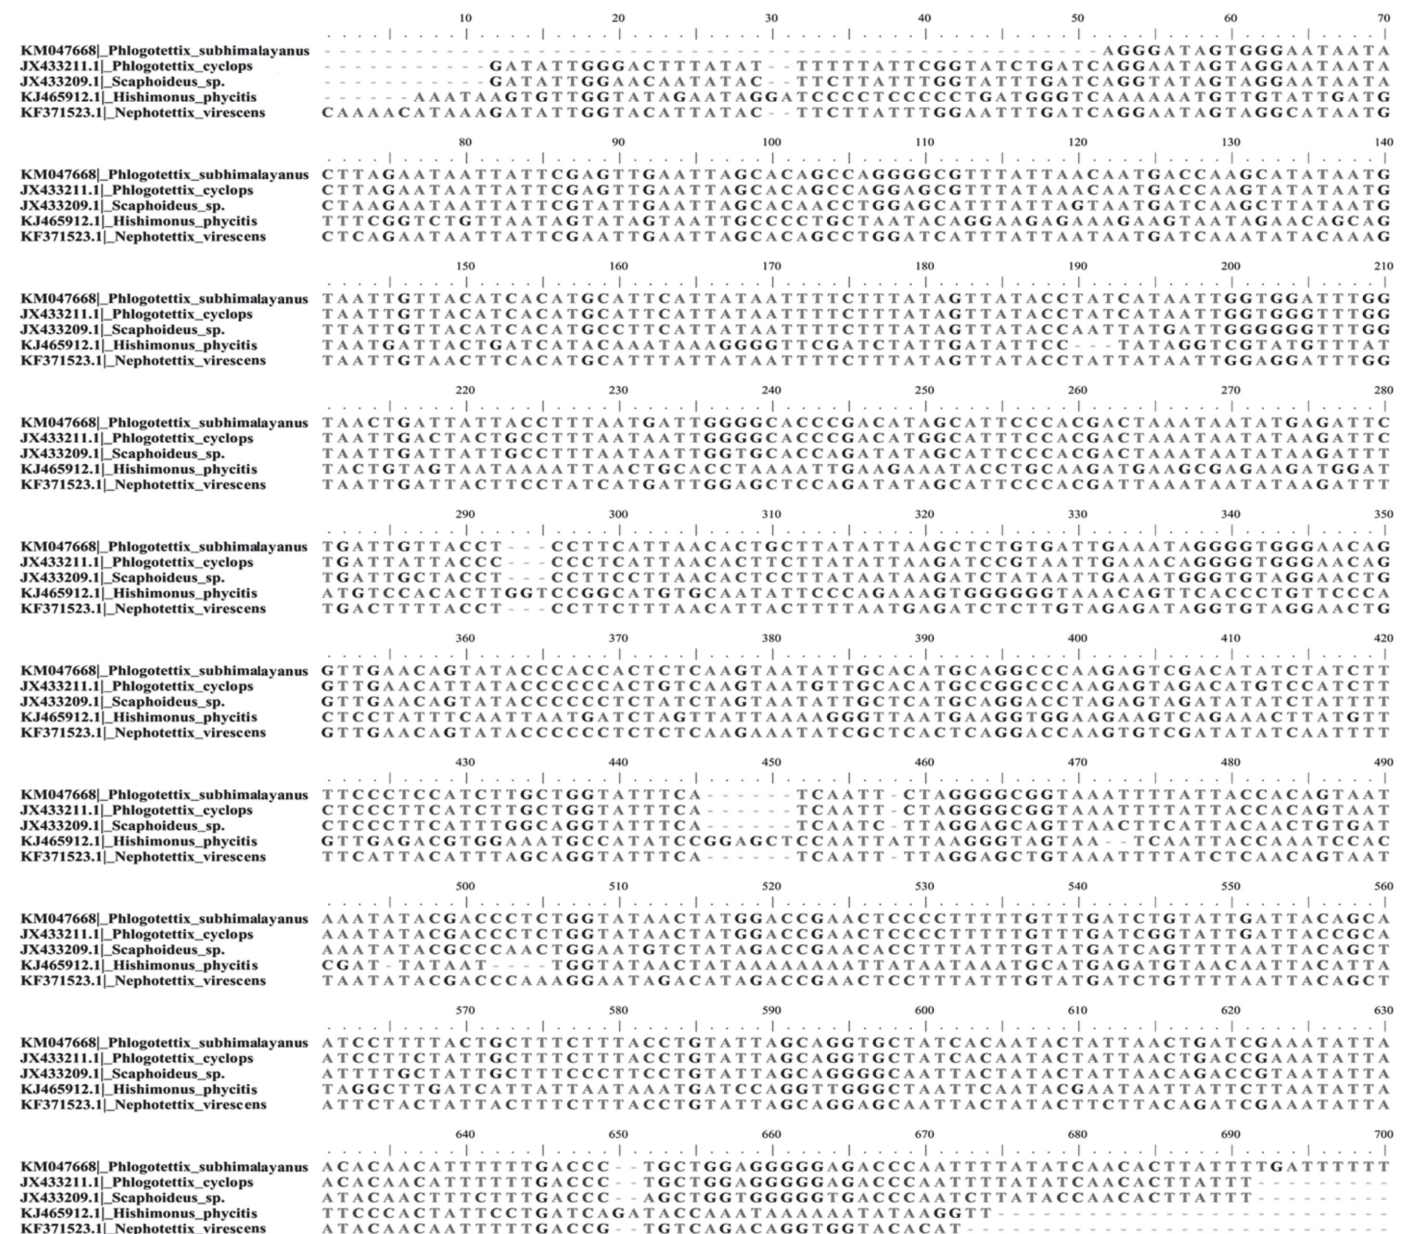 10 20 30 40 50 60 70
KM047668|_Phlogotettix_subhimalayanus ---------------------------------------------------AGGGATAGTGGGAATAATA
JX433211.1|_Phlogotettix_cyclops -----------GATATTGGGACTTTATAT--TTTTTATTCGGTATCTGATCAGGAATAGTAGGAATAATA
JX433209.1|_Scaphoideus_sp. -----------GATATTGGAACAATATAC--TTCTTATTTGGTATTTGATCAGGTATAGTAGGAATAATA
KJ465912.1|_Hishimonus_phycitis ------AAATAAGTGTTGGTATAGAATAGGATCCCCTCCCCCCTGATGGGTCAAAAAATGTTGTATTGATG
KF371523.1|_Nephotettix_virescens CAAAACATAAAGATATTGGTACATTATAC--TTCTTATTTGGAATTTGATCAGGAATAGTAGGCATAATG
80 90 100 110 120 130 140
KM047668|_Phlogotettix_subhimalayanus CTTAGAATAATTATTCGAGTTGAATTAGCACAGCCAGGGGCGTTTATTAACAATGACCAAGCATATAATG
JX433211.1|_Phlogotettix_cyclops CTTAGAATAATTATTCGAGTTGAATTAGCACAGCCAGGAGCGTTTATAAACAATGACCAAGTATATAATG
JX433209.1|_Scaphoideus_sp. CTAAGAATAATTATTCGTATTGAATTAGCACAACCTGGAGCATTTATTAGTAATGATCAAGCTTATAATG
KJ465912.1|_Hishimonus_phycitis TTTCGGTCTGTTAATAGTATAGTAATTGCCCCTGCTAATACAGGAAGAGAAAGAAGTAATAGAACAGCAG
KF371523.1|_Nephotettix_virescens CTCAGAATAATTATTCGAATTGAATTAGCACAGCCTGGATCATTTATTAATAATGATCAAATATACAAAG
150 160 170 180 190 200 210
KM047668|_Phlogotettix_subhimalayanus TAATTGTTACATCACATGCATTCATTATAATTTTCTTTATAGTTATACCTATCATAATTGGTGGATTTGG
JX433211.1|_Phlogotettix_cyclops TAATTGTTACATCACATGCATTCATTATAATTTTCTTTATAGTTATACCTATCATAATTGGTGGGTTTGG
JX433209.1|_Scaphoideus_sp. TTATTGTTACATCACATGCCTTCATTATAATTTTCTTTATAGTTATACCAATTATGATTGGGGGGTTTGG
KJ465912.1|_Hishimonus_phycitis TAATGATTACTGATCATACAAATAAAGGGGTTCGATCTATTGATATTCC---TATAGGTCGTATGTTTAT
KF371523.1|_Nephotettix_virescens TAATTGTAACTTCACATGCATTTATTATAATTTTCTTTATAGTTATACCTATTATAATTGGAGGATTTGG
220 230 240 250 260 270 280
KM047668|_Phlogotettix_subhimalayanus TAACTGATTATTACCTTTAATGATTGGGGCACCCGACATAGCATTCCCACGACTAAATAATATGAGATTC
JX433211.1|_Phlogotettix_cyclops TAATTGACTACTGCCTTTAATAATTGGGGCACCCGACATGGCATTTCCACGACTAAATAATATAAGATTC
JX433209.1|_Scaphoideus_sp. TAATTGATTATTGCCTTTAATAATTGGTGCACCAGATATAGCATTCCCACGACTTAATAATATAAGATTT
KJ465912.1|_Hishimonus_phycitis TACTGTAGTAATAAAATTAACTGCACCTAAAATTGAAGAAATACCTGCAAGATGAAGCGAGAAGATGGAT
KF371523.1|_Nephotettix_virescens TAATTGATTACTTCCTATCATGATTGGAGCTCCAGATATAGCATTCCCACGATTAAATAATATAAGATTT
290 300 310 320 330 340 350
KM047668|_Phlogotettix_subhimalayanus TGATTGTTACCT---CCTTCATTAACACTGCTTATATTAAGCTCTGTGATTGAAATAGGGGTGGGAACAG
JX433211.1|_Phlogotettix_cyclops TGATTATTACCC---CCCTCATTAACACTTCTTATATTAAGATCCGTAATTGAAACAGGGGTGGGAACAG
JX433209.1|_Scaphoideus_sp. TGATTGCTACCT---CCTTCCTTAACACTCCTTATAATAAGATCTATAATTGAAATGGGTGTAGGAACTG
KJ465912.1|_Hishimonus_phycitis ATGTCCACACTTGGTCCGGCATGTGCAATATTCCCAGAAAGTGGGGGGTAAACAGTTCACCCTGTTCCCA
KF371523.1|_Nephotettix_virescens TGACTTTTACCT---CCTTCTTTAACATTACTTTTAATGAGATCTCTTGTAGAGATAGGTGTAGGAACTG
360 370 380 390 400 410 420
KM047668|_Phlogotettix_subhimalayanus GTTGAACAGTATACCCACCACTCTCAAGTAATATTGCACATGCAGGCCCAAGAGTCGACATATCTATCTT
JX433211.1|_Phlogotettix_cyclops GTTGAACATTATACCCCCCACTGTCAAGTAATGTTGCACATGCCGGCCCAAGAGTAGACATGTCCATCTT
JX433209.1|_Scaphoideus_sp. GTTGAACAGTATACCCCCCTCTATCTAGTAATATTGCTCATGCAGGACCTAGAGTAGATATATCTATTTT
KJ465912.1|_Hishimonus_phycitis CTCCTATTTCAATTAATGATCTAGTTATTAAAAGGGTTAATGAAGGTGGAAGAAGTCAGAAACTTATGTT
KF371523.1|_Nephotettix_virescens GTTGAACAGTATACCCCCCTCTCTCAAGAAATATCGCTCACTCAGGACCAAGTGTCGATATATCAATTTT
430 440 450 460 470 480 490
KM047668|_Phlogotettix_subhimalayanus TTCCCTCCATCTTGCTGGTATTTCA------TCAATT-CTAGGGGCGGTAAATTTTATTACCACAGTAAT
JX433211.1|_Phlogotettix_cyclops CTCCCTTCATCTTGCTGGTATTTCA------TCAATT-CTAGGGGCGGTAAATTTTATTACCACAGTAAT
JX433209.1|_Scaphoideus_sp. CTCCCTTCATTTGGCAGGTATTTCA------TCAATC-TTAGGAGCAGTTAACTTCATTACAACTGTGAT
KJ465912.1|_Hishimonus_phycitis GTTGAGACGTGGAAATGCCATATCCGGAGCTCCAATTATTAAGGGTAGTAA--TCAATTACCAAATCCAC
KF371523.1|_Nephotettix_virescens TTCATTACATTTAGCAGGTATTTCA------TCAATT-TTAGGAGCTGTAAATTTTATCTCAACAGTAAT
500 510 520 530 540 550 560
KM047668|_Phlogotettix_subhimalayanus AAATATACGACCCTCTGGTATAACTATGGACCGAACTCCCCTTTTTGTTTGATCTGTATTGATTACAGCA
JX433211.1|_Phlogotettix_cyclops AAATATACGACCCTCTGGTATAACTATGGACCGAACTCCCCTTTTTGTTTGATCGGTATTGATTACCGCA
JX433209.1|_Scaphoideus_sp. AAATATACGCCCAACTGGAATGTCTATAGACCGAACACCTTTATTTGTATGATCAGTTTTAATTACAGCT
KJ465912.1|_Hishimonus_phycitis CGAT-TATAAT----TGGTATAACTATAAAAAAAATTATAATAAATGCATGAGATGTAACAATTACATTA
KF371523.1|_Nephotettix_virescens TAATATACGACCCAAAGGAATAGACATAGACCGAACTCCTTTATTTGTATGATCTGTTTTAATTACAGCT
570 580 590 600 610 620 630
KM047668|_Phlogotettix_subhimalayanus ATCCTTTTACTGCTTTCTTTACCTGTATTAGCAGGTGCTATCACAATACTATTAACTGATCGAAATATTA
JX433211.1|_Phlogotettix_cyclops ATCCTTCTATTGCTTTCTTTACCTGTATTAGCAGGTGCTATCACAATACTATTAACTGACCGAAATATTA
JX433209.1|_Scaphoideus_sp. ATTTTGCTATTGCTTTCCCTTCCTGTATTAGCAGGGGCAATTACTATACTATTAACAGACCGTAATATTA
KJ465912.1|_Hishimonus_phycitis TAGGCTTGATCATTATTAATAAATGATCCAGGTTGGGCTAATTCAATACGAATAATTATTCTTAATATTA
KF371523.1|_Nephotettix_virescens ATTCTACTATTACTTTCTTTACCTGTATTAGCAGGAGCAATTACTATACTTCTTACAGATCGAAATATTA
640 650 660 670 680 690 700
KM047668|_Phlogotettix_subhimalayanus ACACAACATTTTTTGACCC--TGCTGGAGGGGGAGACCCAATTTTATATCAACACTTATTTTGATTTTTT
JX433211.1|_Phlogotettix_cyclops ACACAACATTTTTTGACCC--TGCTGGAGGGGGAGACCCAATTTTATATCAACACTTATTT---------
JX433209.1|_Scaphoideus_sp. ATACAACTTTCTTTGACCC--AGCTGGTGGGGGTGACCCAATCTTATACCAACACTTATTT---------
KJ465912.1|_Hishimonus_phycitis TTCCCACTATTCCTGATCAGATACCAAATAAAAAATATAAGGTT--------------------------
KF371523.1|_Nephotettix_virescens ATACAACAATTTTTGACCG--TGTCAGACAGGTGGTACACAT----------------------------